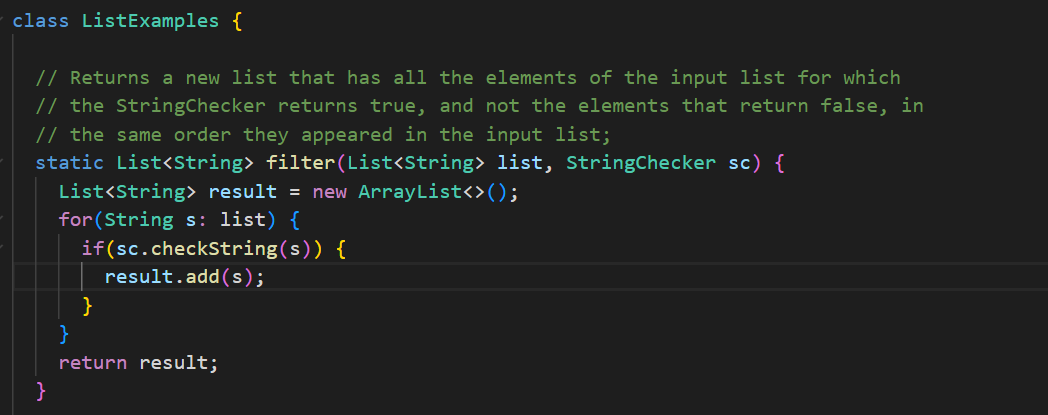 class ListExamples {
// Returns a new list that has all the elements of the input list for which
// the StringChecker returns true, and not the elements that return false, in
// the same order they appeared in the input list;
static List<String> filter(List<String> list, StringChecker sc) {
List<String> result = new ArrayList<>();
for(String s: list) {
if(sc.checkString(s)) {
result.add(s);
}
}
return result;
}